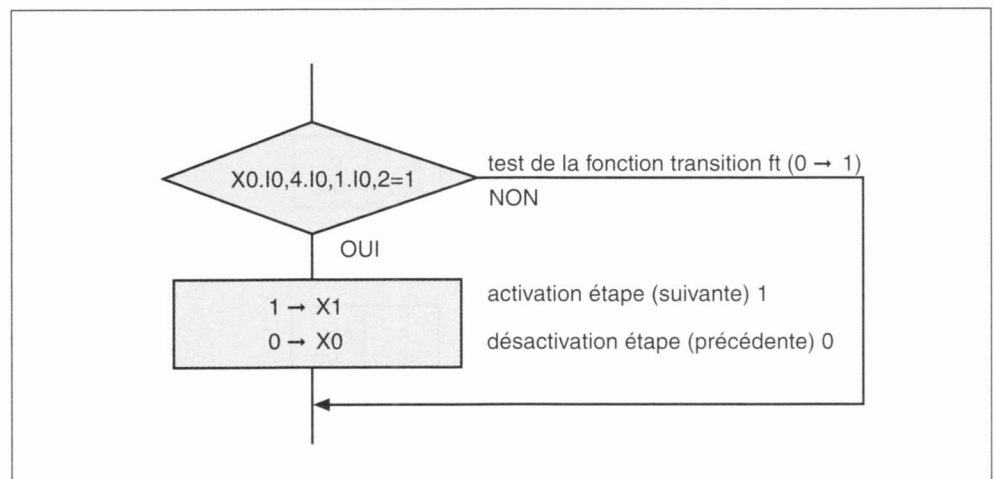 test de la fonction transition ft (0 → 1)
X0.I0,4.I0,1.I0,2=1
NON
OUI
1 → X1
activation étape (suivante) 1
0 → X0
désactivation étape (précédente) 0